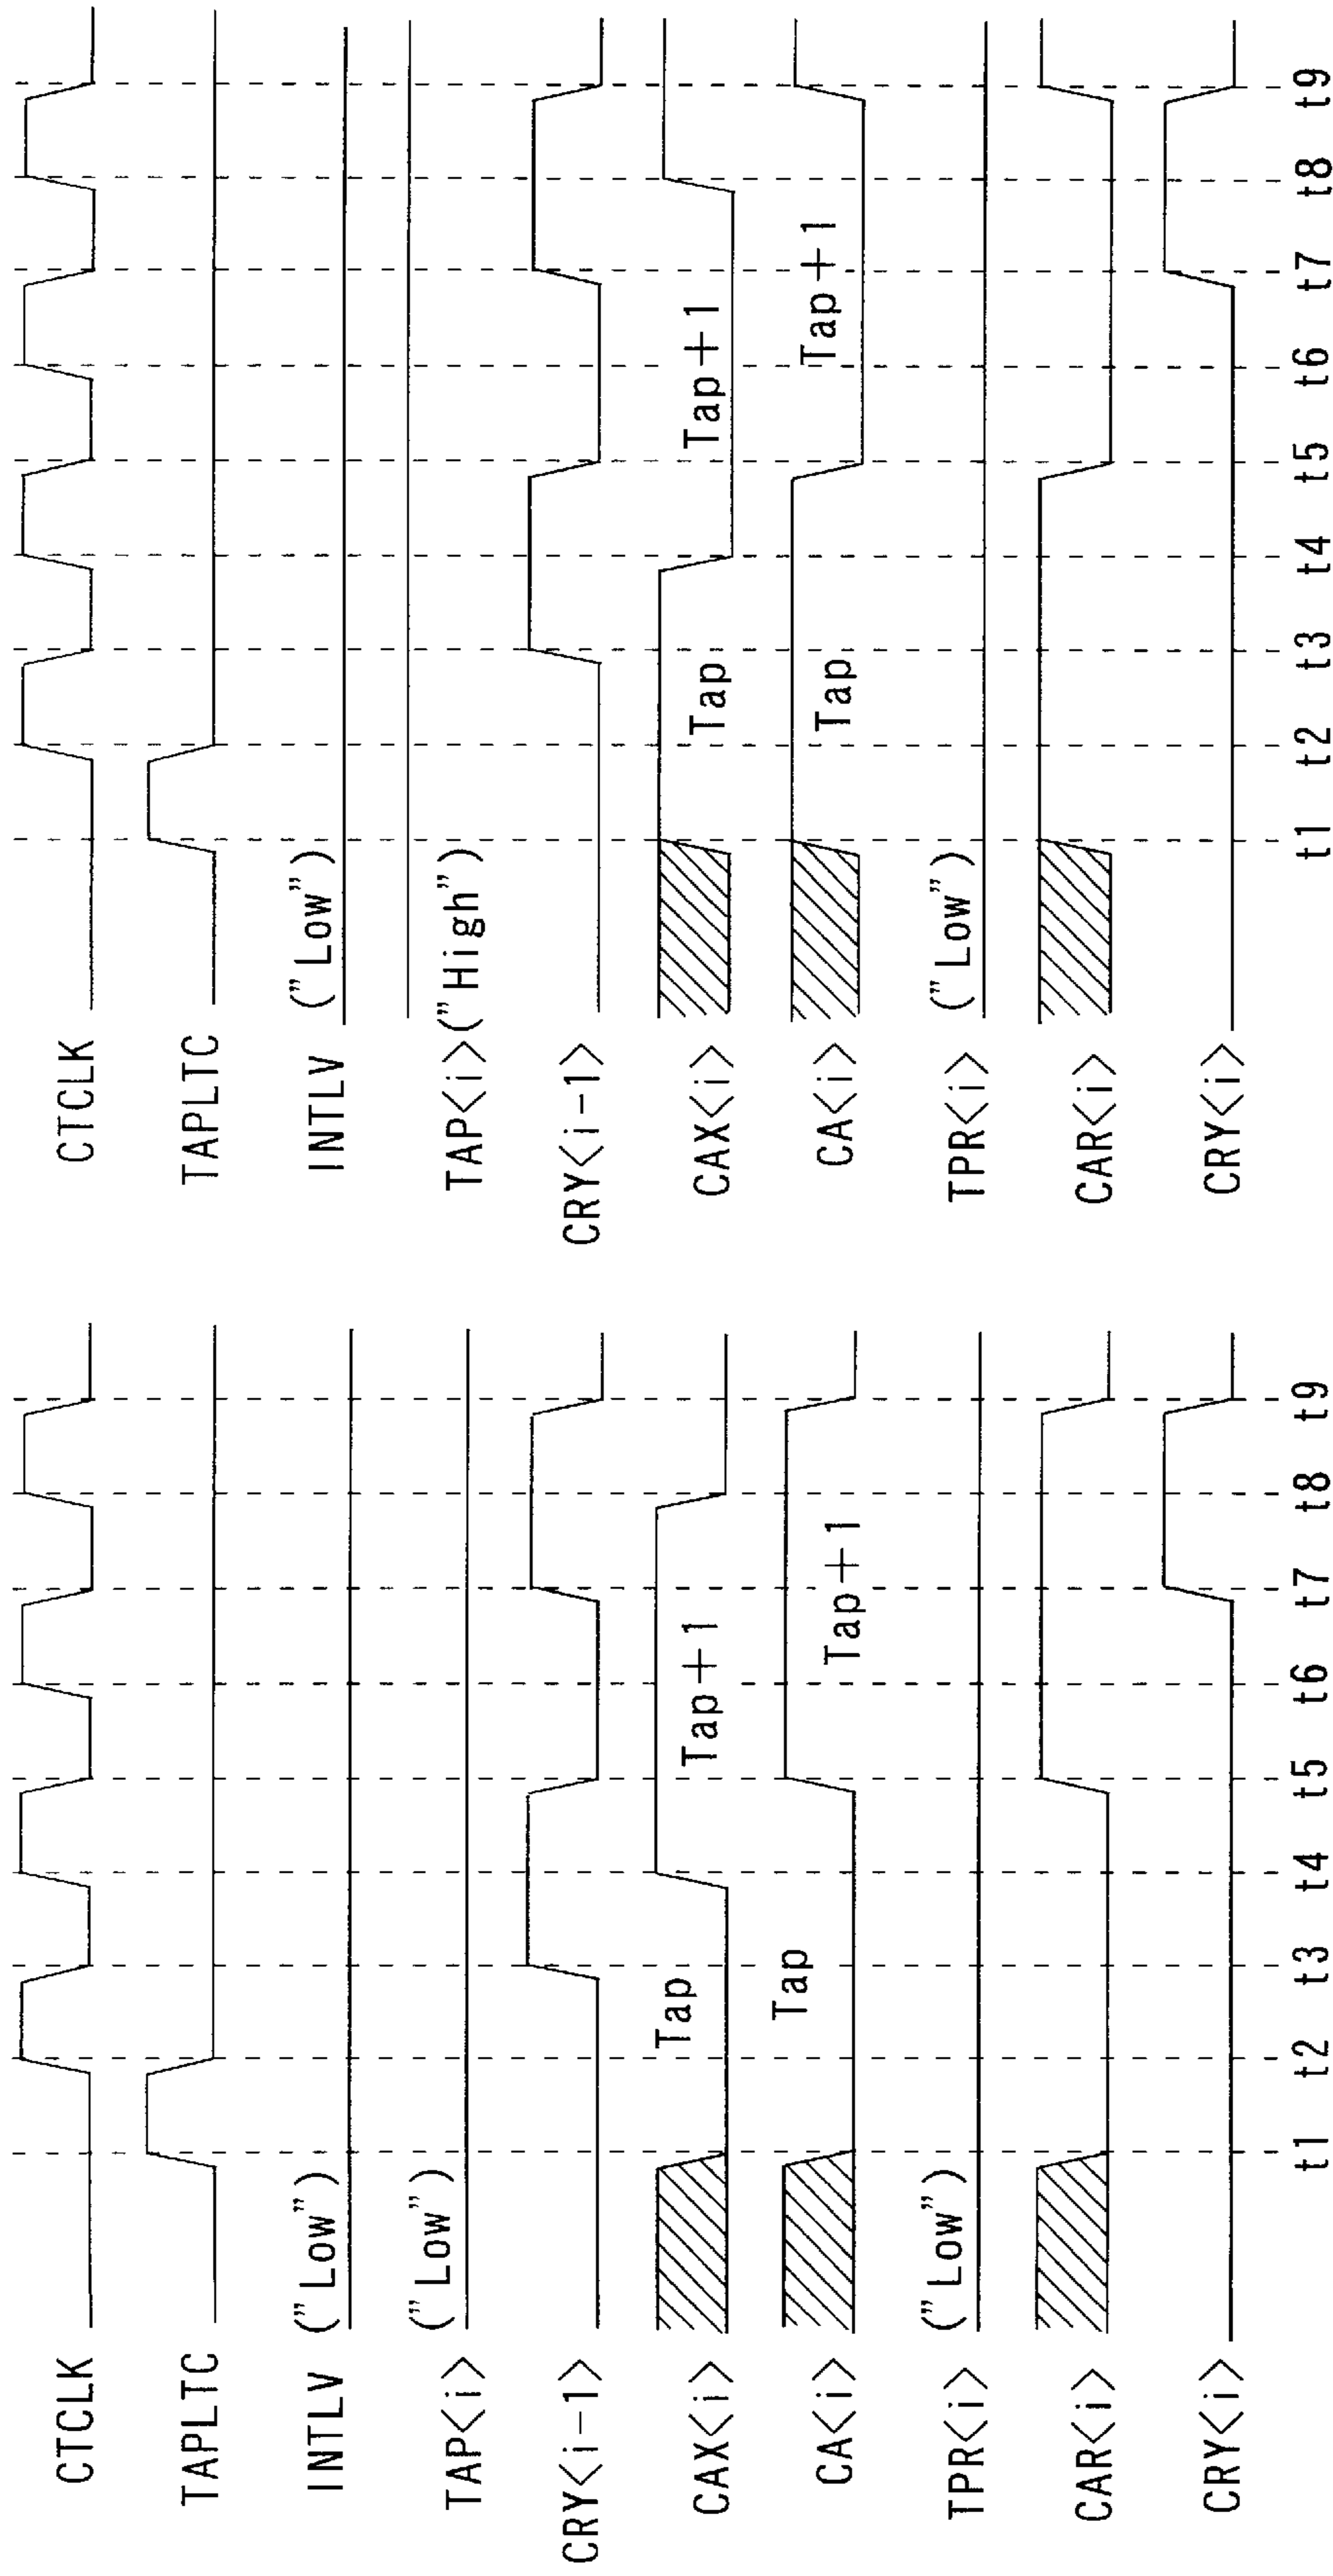 CTCLK
TAPLTC
INTLV ("Low")
TAP<i> ("Low")
CRY<i-1>
CAX<i> Tap Tap+1
CA<i> Tap Tap+1
TPR<i> ("Low")
CAR<i>
CRY<i>
t1 t2 t3 t4 t5 t6 t7 t8 t9
CTCLK
TAPLTC
INTLV ("Low")
TAP<i>("High")
CRY<i-1>
CAX<i> Tap Tap+1
CA<i> Tap Tap+1
TPR<i> ("Low")
CAR<i>
CRY<i>
t1 t2 t3 t4 t5 t6 t7 t8 t9